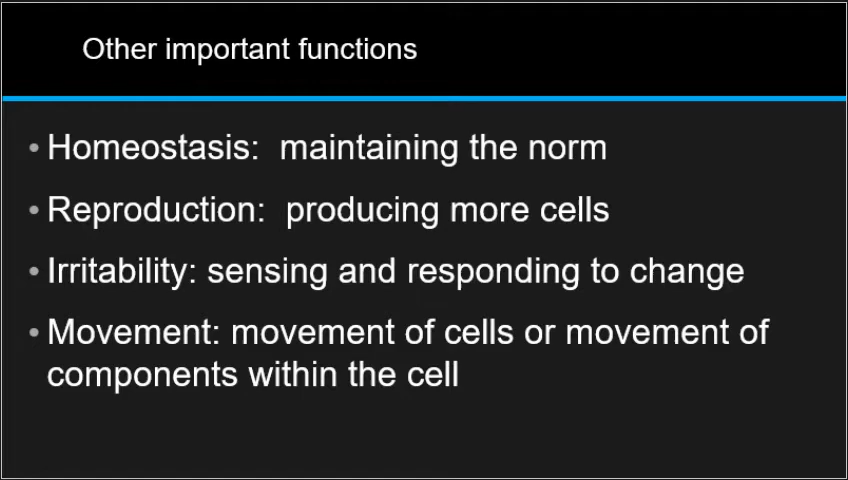 Other important functions
• Homeostasis:  maintaining the norm
• Reproduction:  producing more cells
• Irritability: sensing and responding to change
• Movement: movement of cells or movement of
components within the cell